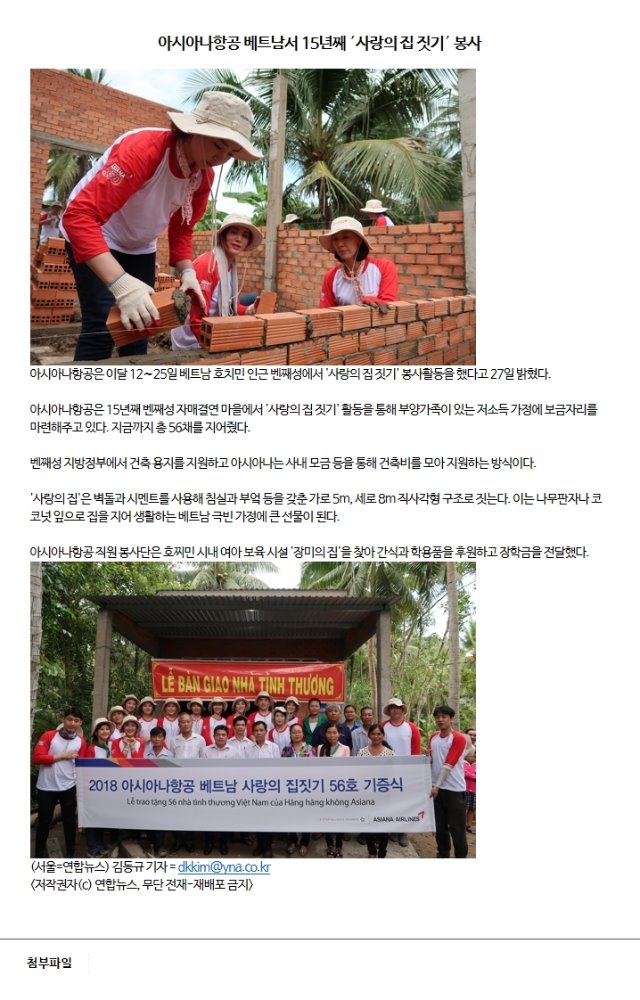 아시아나항공 베트남서 15년째 ´사랑의 집 짓기´ 봉사
ASIANA
아시아나항공은 이달 12∼25일 베트남 호치민 인근 벤째성에서 '사랑의 집 짓기' 봉사활동을 했다고 27일 밝혔다.
아시아나항공은 15년째 벤째성 자매결연 마을에서 '사랑의 집 짓기' 활동을 통해 부양가족이 있는 저소득 가정에 보금자리를
마련해주고 있다. 지금까지 총 56채를 지어줬다.
벤째성 지방정부에서 건축 용지를 지원하고 아시아나는 사내 모금 등을 통해 건축비를 모아 지원하는 방식이다.
'사랑의 집'은 벽돌과 시멘트를 사용해 침실과 부엌 등을 갖춘 가로 5m, 세로 8m 직사각형 구조로 짓는다. 이는 나무판자나 코
코넛 잎으로 집을 지어 생활하는 베트남 극빈 가정에 큰 선물이 된다.
아시아나항공 직원 봉사단은 호찌민 시내 여아 보육 시설 '장미의 집'을 찾아 간식과 학용품을 후원하고 장학금을 전달했다.
LỄ BÀN GIAO NHÀ TÌNH THƯƠNG
2018 아시아나항공 베트남 사랑의 집짓기 56호 기증식
Lễ trao tặng 56 nhà tình thương Việt Nam của Hãng hàng không Asiana
A STAR ALLIANCE MEMBER
ASIANA AIRLINES
(서울=연합뉴스) 김동규 기자 = dkkim@yna.co.kr
<저작권자(c) 연합뉴스, 무단 전재-재배포 금지>
첨부파일